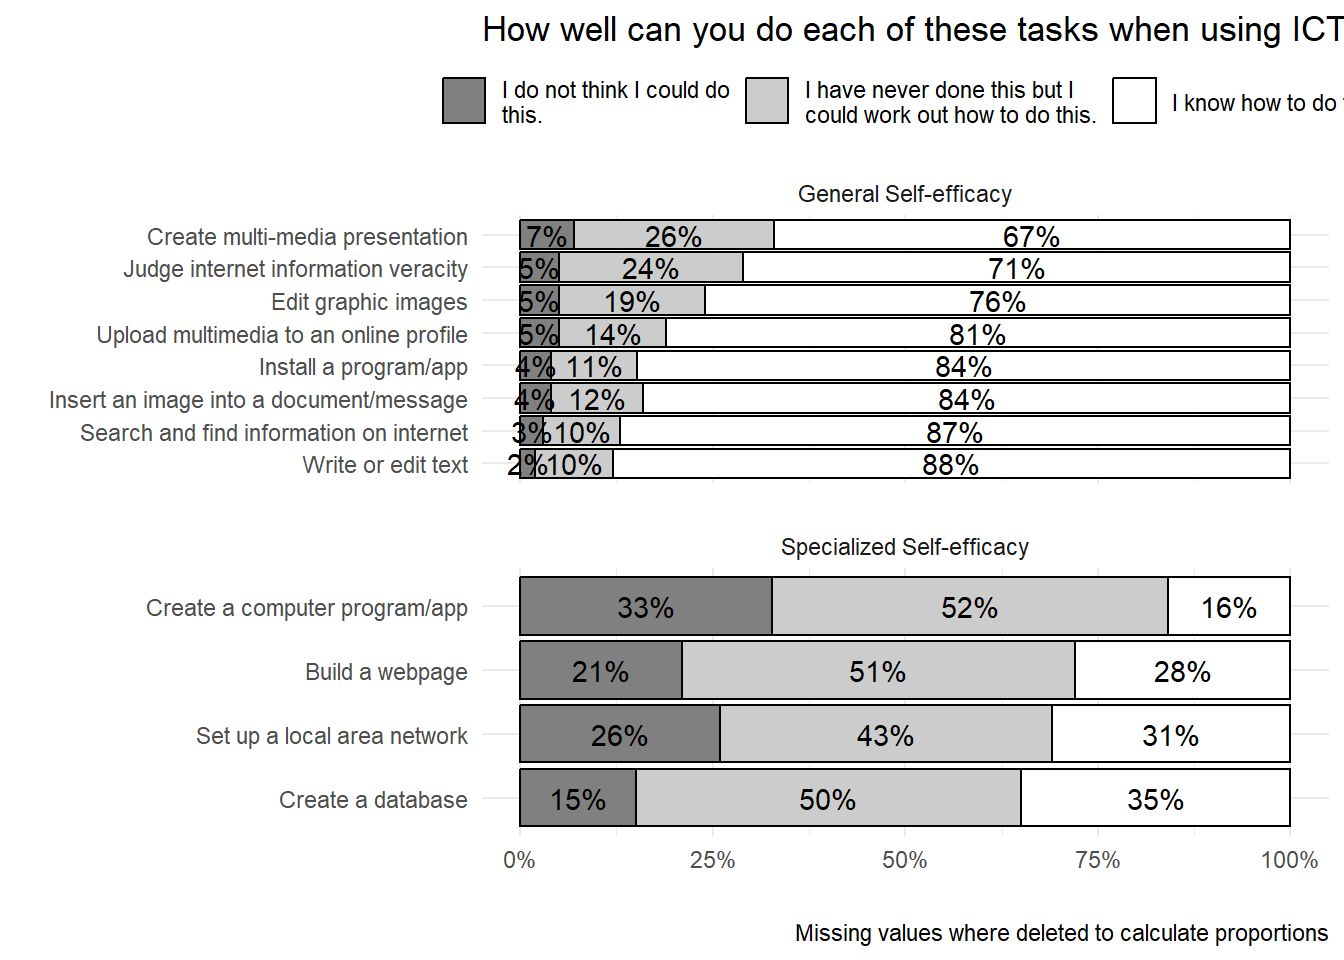 How well can you do each of these tasks when using ICT
I do not think I could do
this.
I have never done this but I
could work out how to do this.
I know how to do
General Self-efficacy
Create multi-media presentation 7% 26% 67%
Judge internet information veracity 5% 24% 71%
Edit graphic images 5% 19% 76%
Upload multimedia to an online profile 5% 14% 81%
Install a program/app 4% 11% 84%
Insert an image into a document/message 4% 12% 84%
Search and find information on internet 3% 10% 87%
Write or edit text 2% 10% 88%
Specialized Self-efficacy
Create a computer program/app 33% 52% 16%
Build a webpage 21% 51% 28%
Set up a local area network 26% 43% 31%
Create a database 15% 50% 35%
0% 25% 50% 75% 100%
Missing values where deleted to calculate proportions